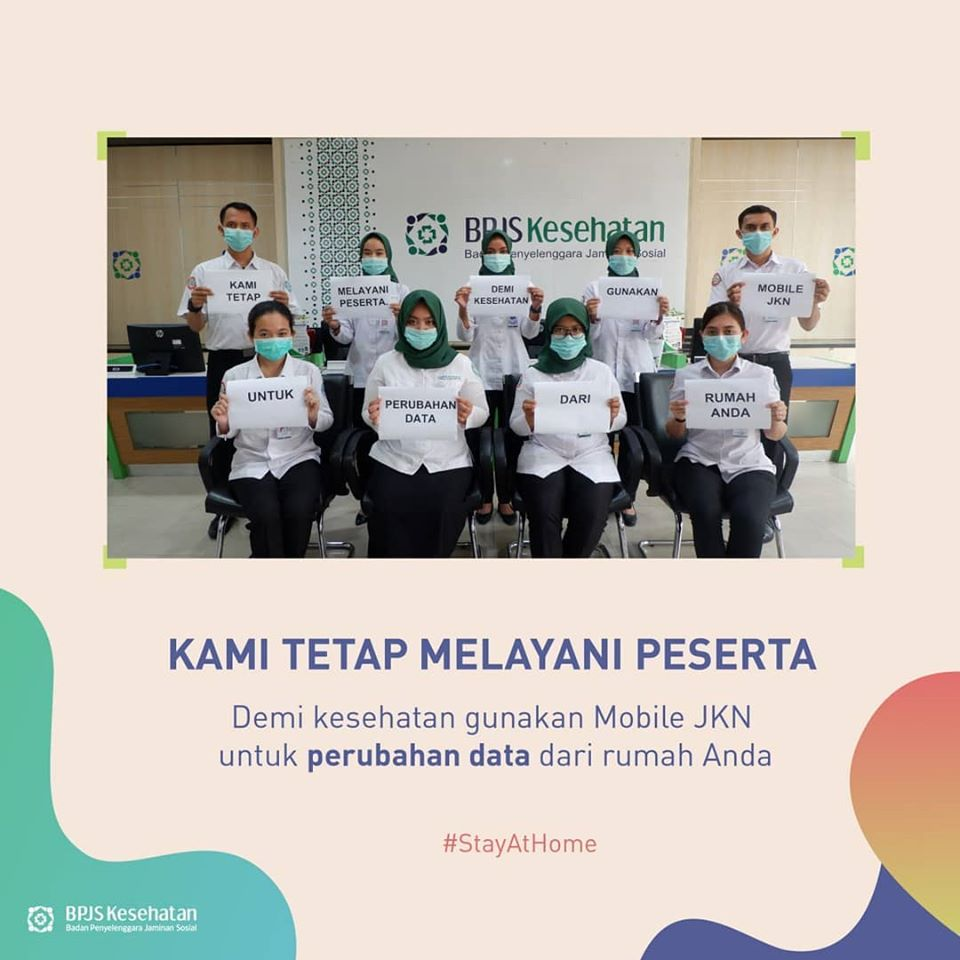 BPJS Kesehatan
Badan Penyelenggara Jaminan Sosial
KAMI
TETAP
MELAYANI
PESERTA
DEMI
KESEHATAN
GUNAKAN
MOBILE
JKN
UNTUK
PERUBAHAN
DATA
DARI
RUMAH
ANDA
KAMI TETAP MELAYANI PESERTA
Demi kesehatan gunakan Mobile JKN
untuk perubahan data dari rumah Anda
#StayAtHome
BPJS Kesehatan
Badan Penyelenggara Jaminan Sosial